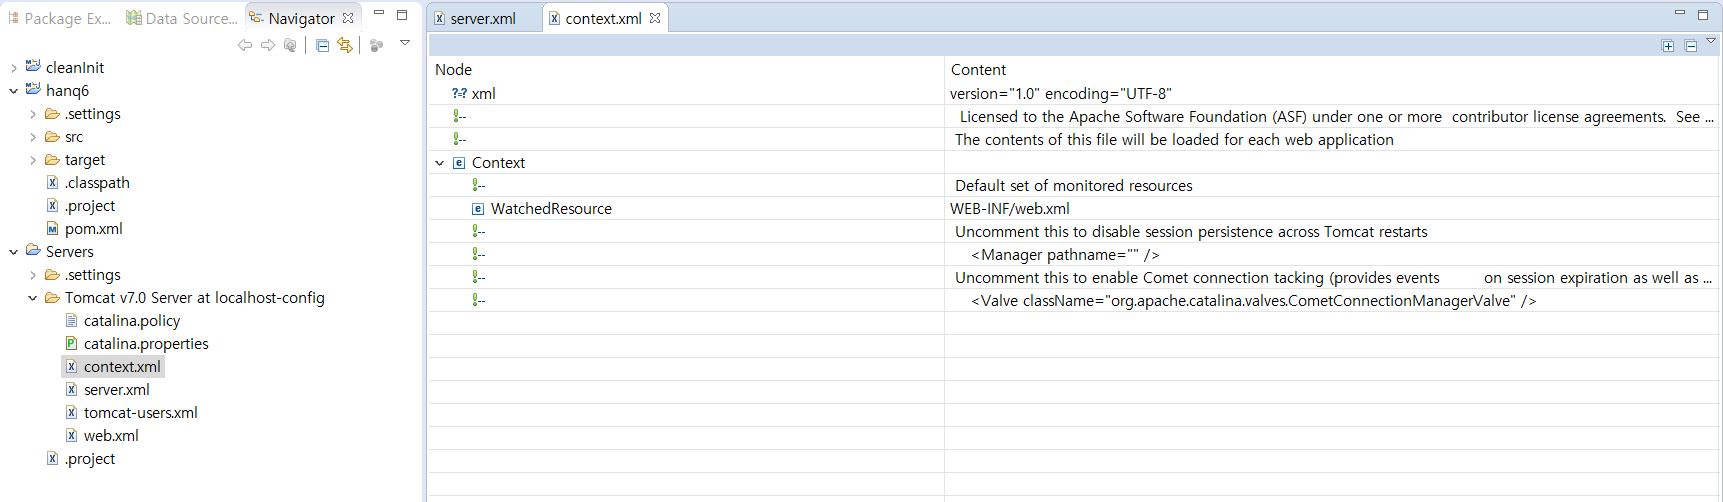 Package Ex...
Data Source...
Navigator
cleanInit
hanq6
.settings
src
target
.classpath
.project
pom.xml
Servers
.settings
Tomcat v7.0 Server at localhost-config
catalina.policy
catalina.properties
context.xml
server.xml
tomcat-users.xml
web.xml
.project
server.xml
context.xml
Node Content
?=? xml version="1.0" encoding="UTF-8"
!-- Licensed to the Apache Software Foundation (ASF) under one or more  contributor license agreements.  See ...
!-- The contents of this file will be loaded for each web application
e Context
!-- Default set of monitored resources
e WatchedResource WEB-INF/web.xml
!-- Uncomment this to disable session persistence across Tomcat restarts
!-- <Manager pathname="" />
!-- Uncomment this to enable Comet connection tacking (provides events on session expiration as well as ...
!-- <Valve className="org.apache.catalina.valves.CometConnectionManagerValve" />